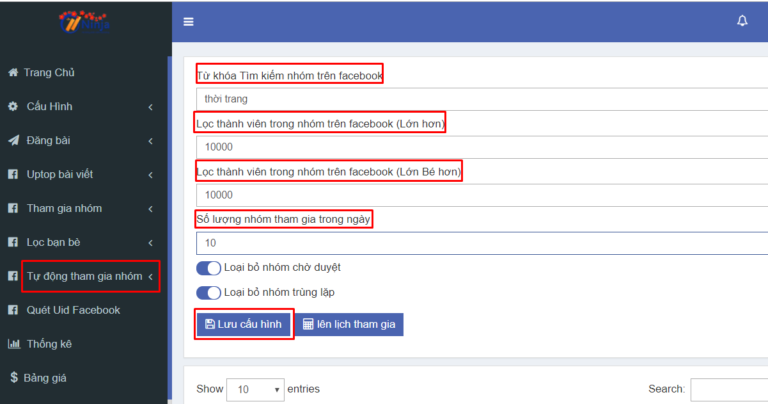 Trang Chủ
Cấu Hình
Đăng bài
Uptop bài viết
Tham gia nhóm
Lọc bạn bè
Tự động tham gia nhóm
Quét Uid Facebook
Thống kê
Bảng giá
Từ khóa Tìm kiếm nhóm trên facebook
thời trang
Lọc thành viên trong nhóm trên facebook (Lớn hơn)
10000
Lọc thành viên trong nhóm trên facebook (Lớn Bé hơn)
10000
Số lượng nhóm tham gia trong ngày
10
Loại bỏ nhóm chờ duyệt
Loại bỏ nhóm trùng lặp
Lưu cấu hình lên lịch tham gia
Show 10 entries Search: